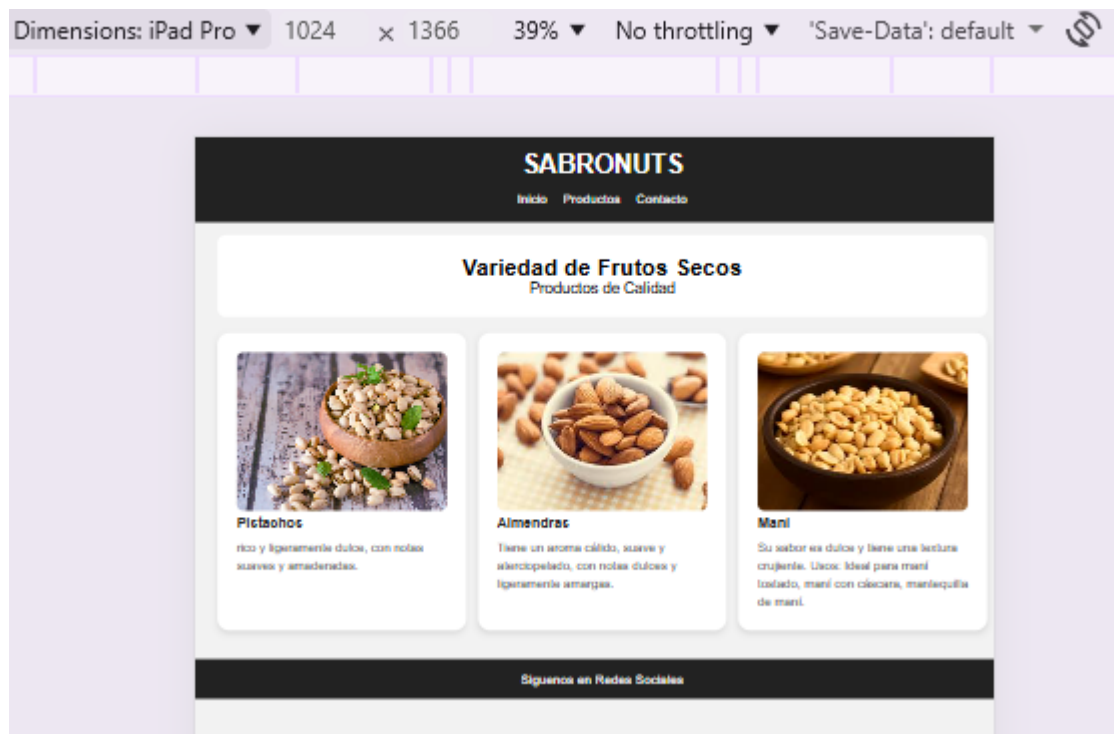 Dimensions: iPad Pro ▼ 1024 × 1366 39% ▼ No throttling ▼ 'Save-Data': default ▼
SABRONUTS
Inicio Productos Contacto
Variedad de Frutos Secos
Productos de Calidad
Pistachos
rico y ligeramente dulce, con notas
suaves y amaderadas.
Almendras
Tiene un aroma cálido, suave y
aterciopelado, con notas dulces y
ligeramente amargas.
Mani
Su sabor es dulce y tiene una textura
crujiente. Usos: Ideal para maní
tostado, maní con cáscara, mantequilla
de maní.
Siguenos en Redes Sociales